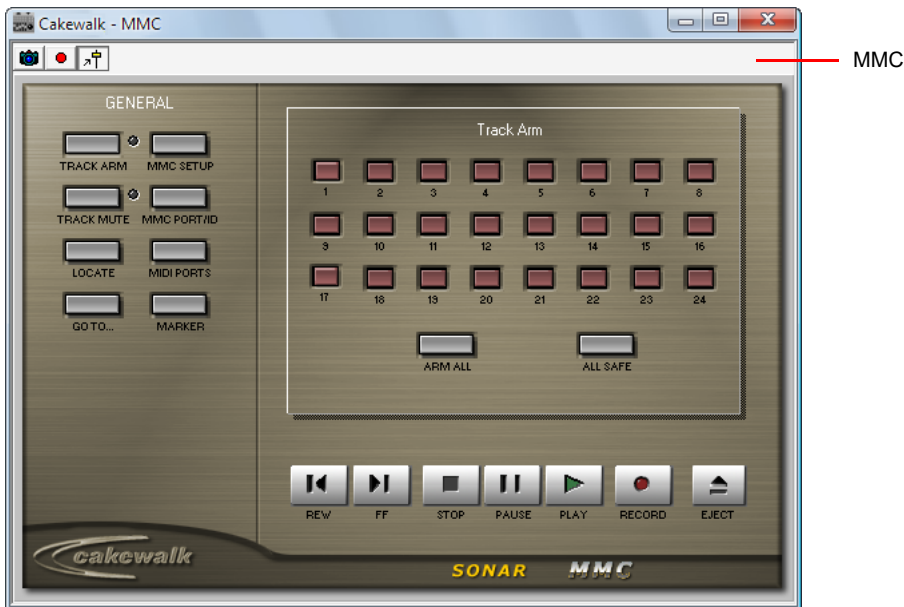 Cakewalk - MMC
MMC
GENERAL
TRACK ARM MMC SETUP
TRACK MUTE MMC PORT/ID
LOCATE MIDI PORTS
GO TO... MARKER
Track Arm
1 2 3 4 5 6 7 8
9 10 11 12 13 14 15 16
17 18 19 20 21 22 23 24
ARM ALL ALL SAFE
REW FF STOP PAUSE PLAY RECORD EJECT
cakewalk
SONAR MMC